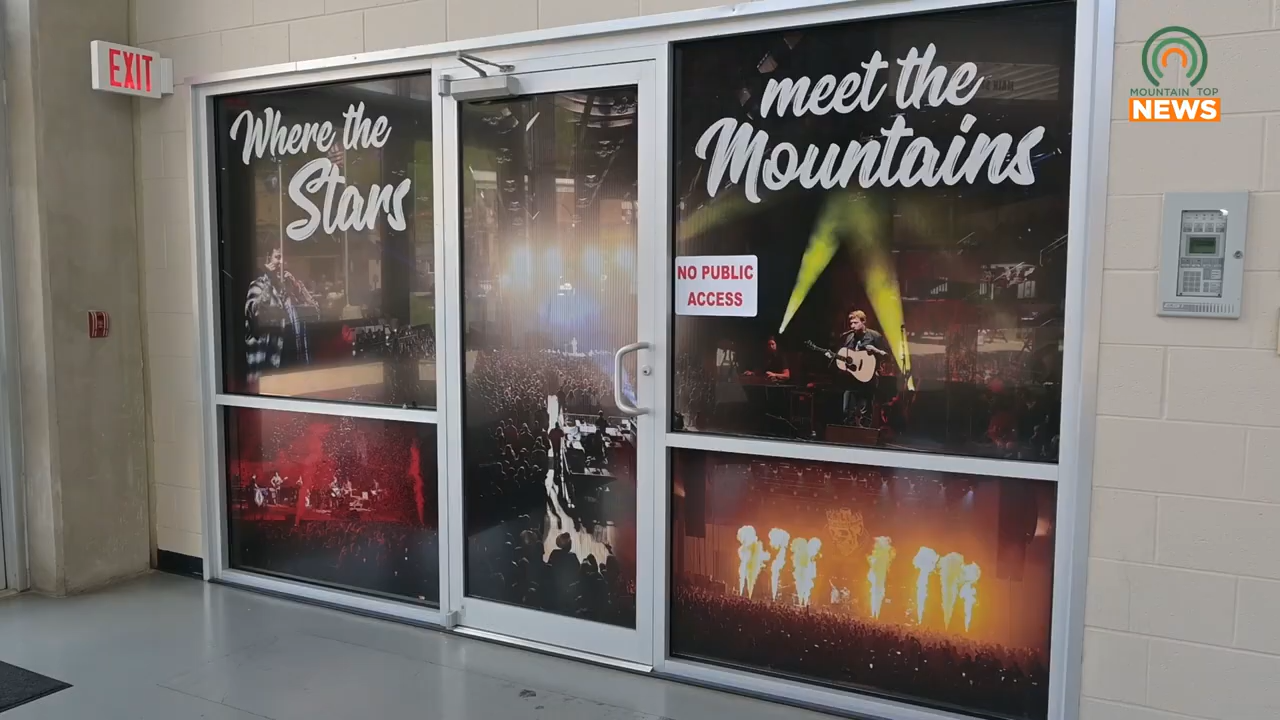 EXIT
Where the
Stars
meet the
Mountains
NO PUBLIC
ACCESS
MOUNTAIN TOP
NEWS